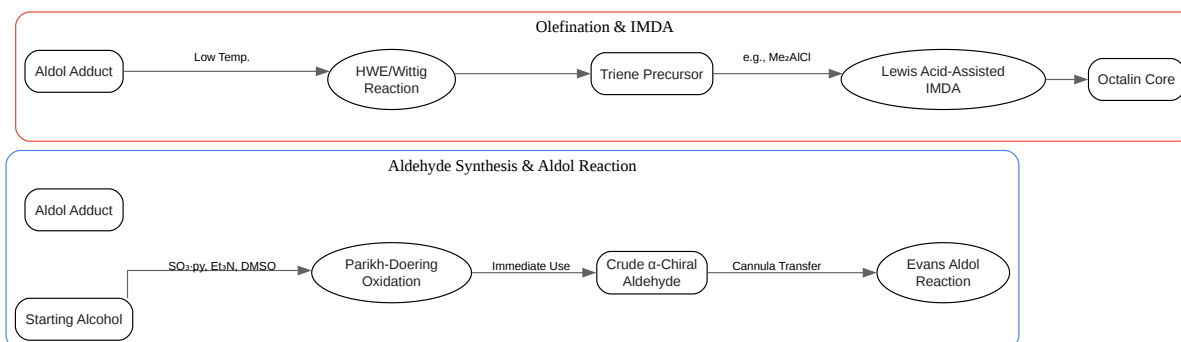 Olefination & IMDA
Aldol Adduct
Low Temp.
HWE/Wittig
Reaction
Triene Precursor
e.g., Me₂AlCl
Lewis Acid-Assisted
IMDA
Octalin Core
Aldehyde Synthesis & Aldol Reaction
Aldol Adduct
Starting Alcohol
SO₃·py, Et₃N, DMSO
Parikh-Doering
Oxidation
Immediate Use
Crude α-Chiral
Aldehyde
Cannula Transfer
Evans Aldol
Reaction